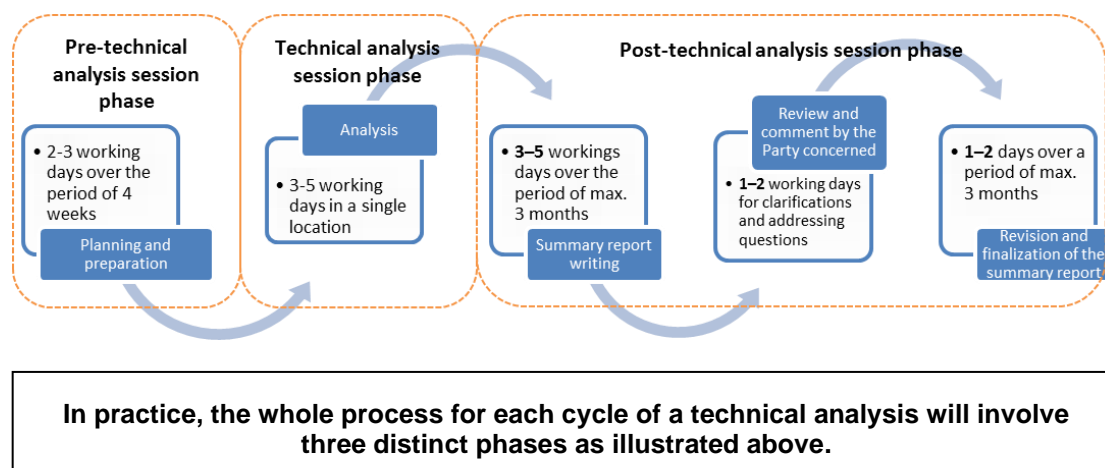 Pre-technical
analysis session
phase
• 2-3 working
days over the
period of 4
weeks
Planning and
preparation
Technical analysis
session phase
Analysis
• 3-5 working
days in a single
location
Post-technical analysis session phase
• 3–5 workings
days over the
period of max.
3 months
Summary report
writing
Review and
comment by the
Party concerned
• 1–2 working days
for clarifications
and addressing
questions
• 1–2 days over a
period of max.
3 months
Revision and
finalization of the
summary report
In practice, the whole process for each cycle of a technical analysis will involve
three distinct phases as illustrated above.